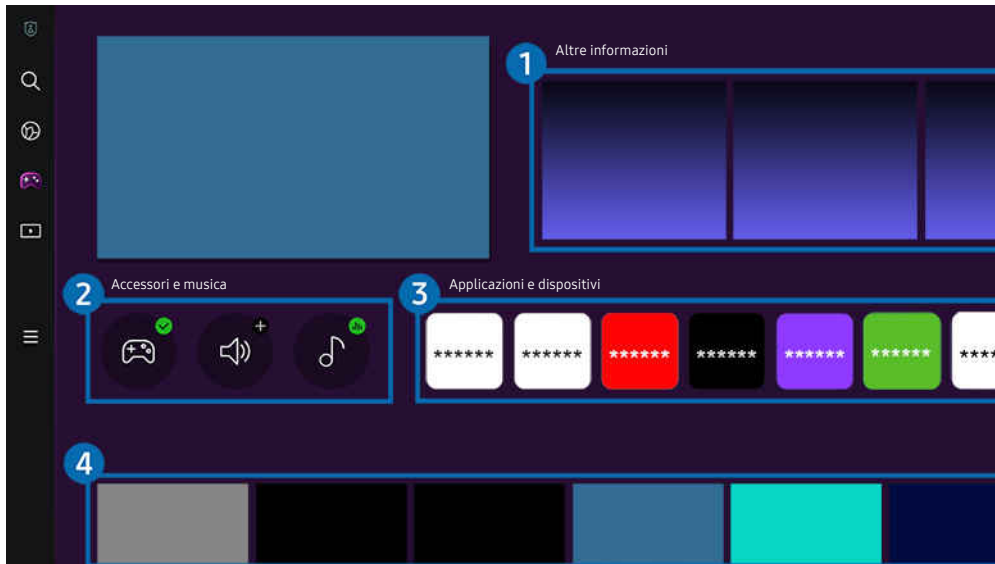 1
Altre informazioni
2
Accessori e musica
3
Applicazioni e dispositivi
****** ****** ****** ****** ****** ****** ****
4